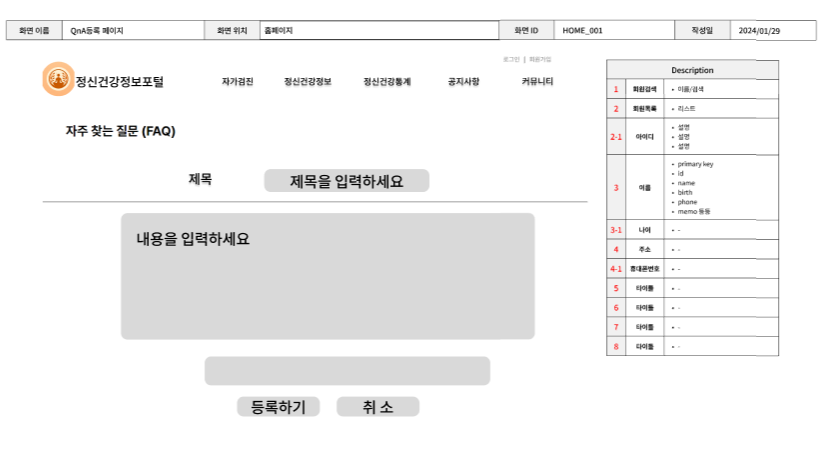 화면 이름 QnA등록 페이지 화면 위치 홈페이지 화면 ID HOME_001 작성일 2024/01/29
로그인 | 회원가입
정신건강정보포털 자가검진 정신건강정보 정신건강통계 공지사항 커뮤니티
자주 찾는 질문 (FAQ)
제목 제목을 입력하세요
내용을 입력하세요
등록하기 취 소
Description
1 회원검색 • 이름/검색
2 회원목록 • 리스트
2-1 아이디 • 설명
• 설명
• 설명
3 이름 • primary key
• id
• name
• birth
• phone
• memo 등등
3-1 나이 • -
4 주소 • -
4-1 휴대폰번호 • -
5 타이틀 • -
6 타이틀 • -
7 타이틀 • -
8 타이틀 • -